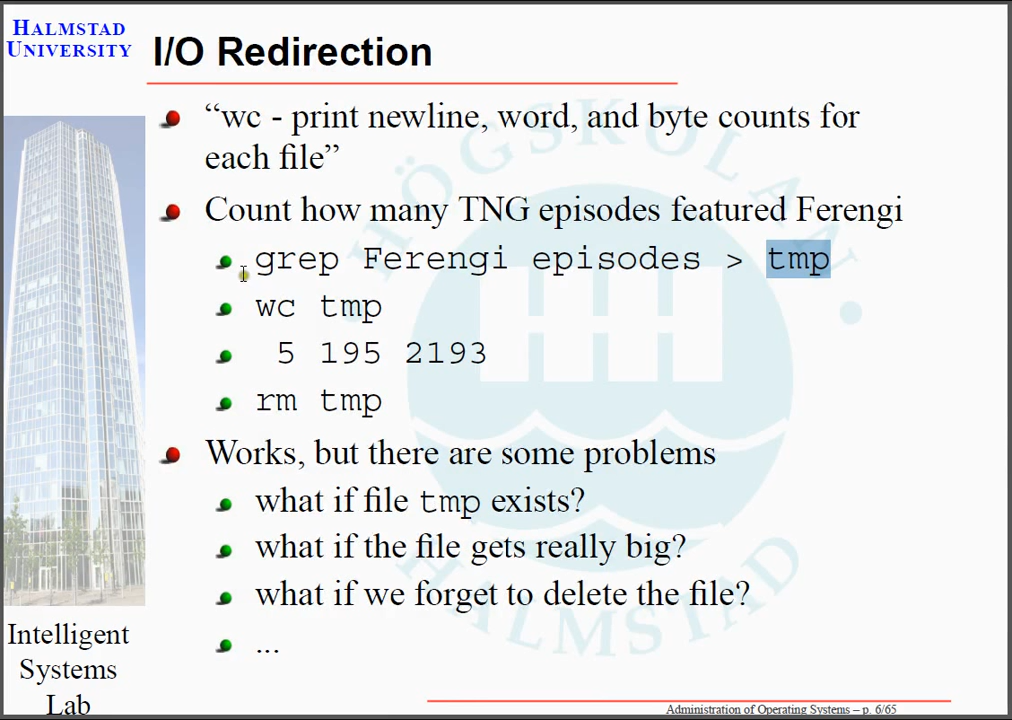 HALMSTAD
UNIVERSITY
I/O Redirection
“wc - print newline, word, and byte counts for
each file”
Count how many TNG episodes featured Ferengi
grep Ferengi episodes > tmp
wc tmp
5 195 2193
rm tmp
Works, but there are some problems
what if file tmp exists?
what if the file gets really big?
what if we forget to delete the file?
...
Intelligent
Systems
Lab
Administration of Operating Systems – p. 6/65
HÖGSKOLAN
HALMSTAD